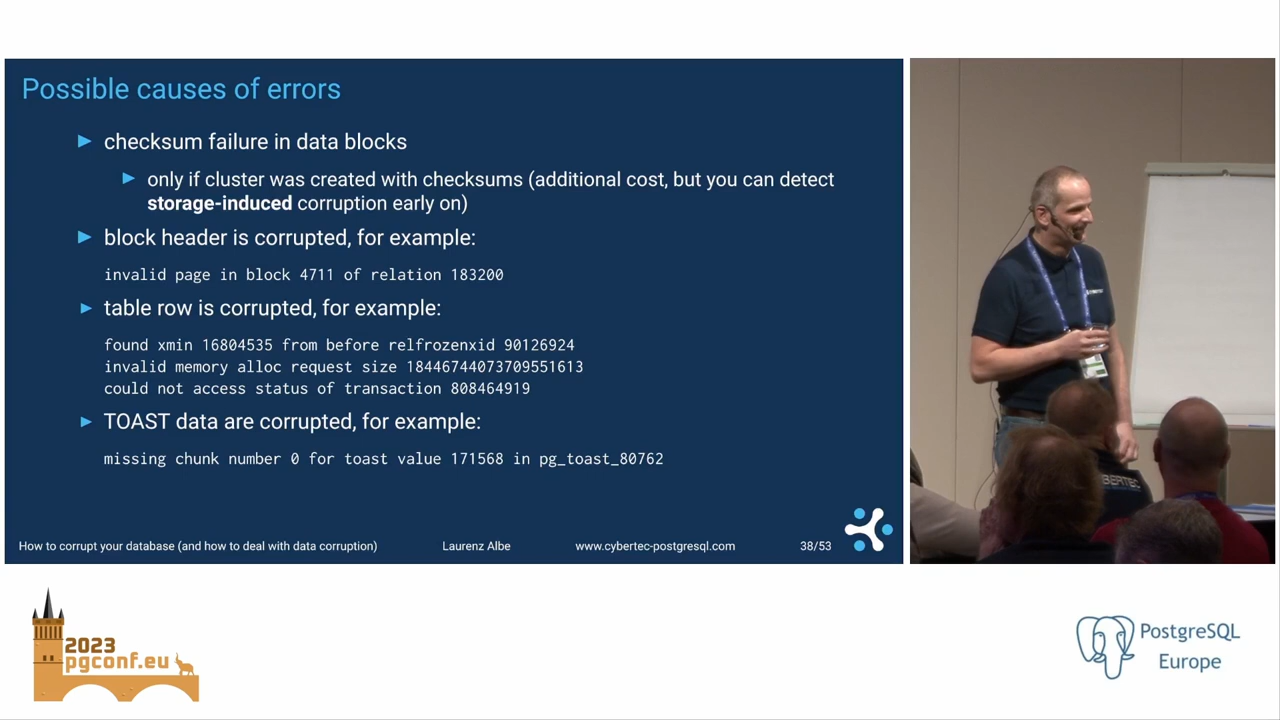 Possible causes of errors
checksum failure in data blocks
only if cluster was created with checksums (additional cost, but you can detect
storage-induced corruption early on)
block header is corrupted, for example:
invalid page in block 4711 of relation 183200
table row is corrupted, for example:
found xmin 16804535 from before relfrozenxid 90126924
invalid memory alloc request size 18446744073709551613
could not access status of transaction 808464919
TOAST data are corrupted, for example:
missing chunk number 0 for toast value 171568 in pg_toast_80762
How to corrupt your database (and how to deal with data corruption) Laurenz Albe www.cybertec-postgresql.com 38/53
2023
pgconf.eu
PostgreSQL
Europe